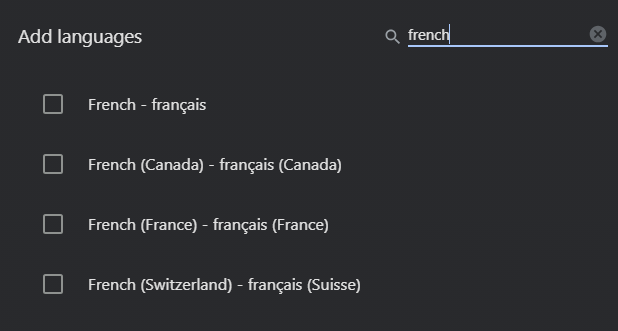 Add languages
french
French - français
French (Canada) - français (Canada)
French (France) - français (France)
French (Switzerland) - français (Suisse)